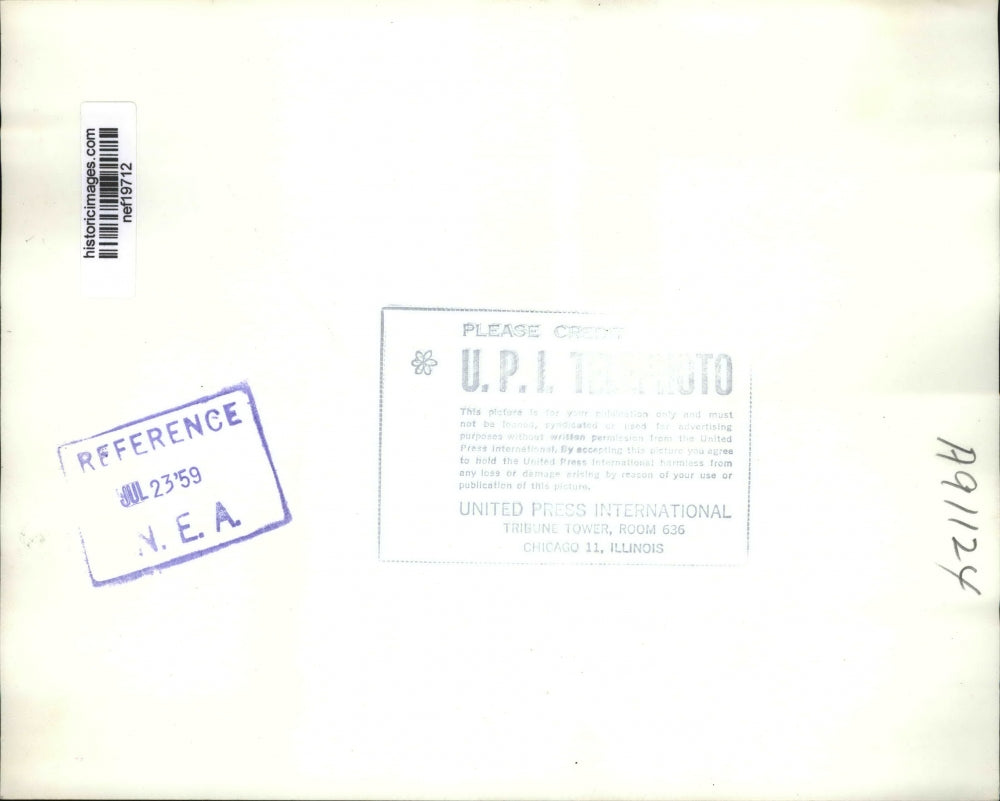 historicimages.com
nef19712
PLEASE CREDIT
U.P.I. TELEPHOTO
This picture is for your publication only and must
not be loaned, syndicated or used for advertising
purposes without written permission from the United
Press International. By accepting this picture you agree
to hold the United Press International harmless from
any loss or damage arising by reason of your use or
publication of this picture.
UNITED PRESS INTERNATIONAL
TRIBUNE TOWER, ROOM 636
CHICAGO 11, ILLINOIS
REFERENCE
JUL 23'59
N. E. A.
A91124